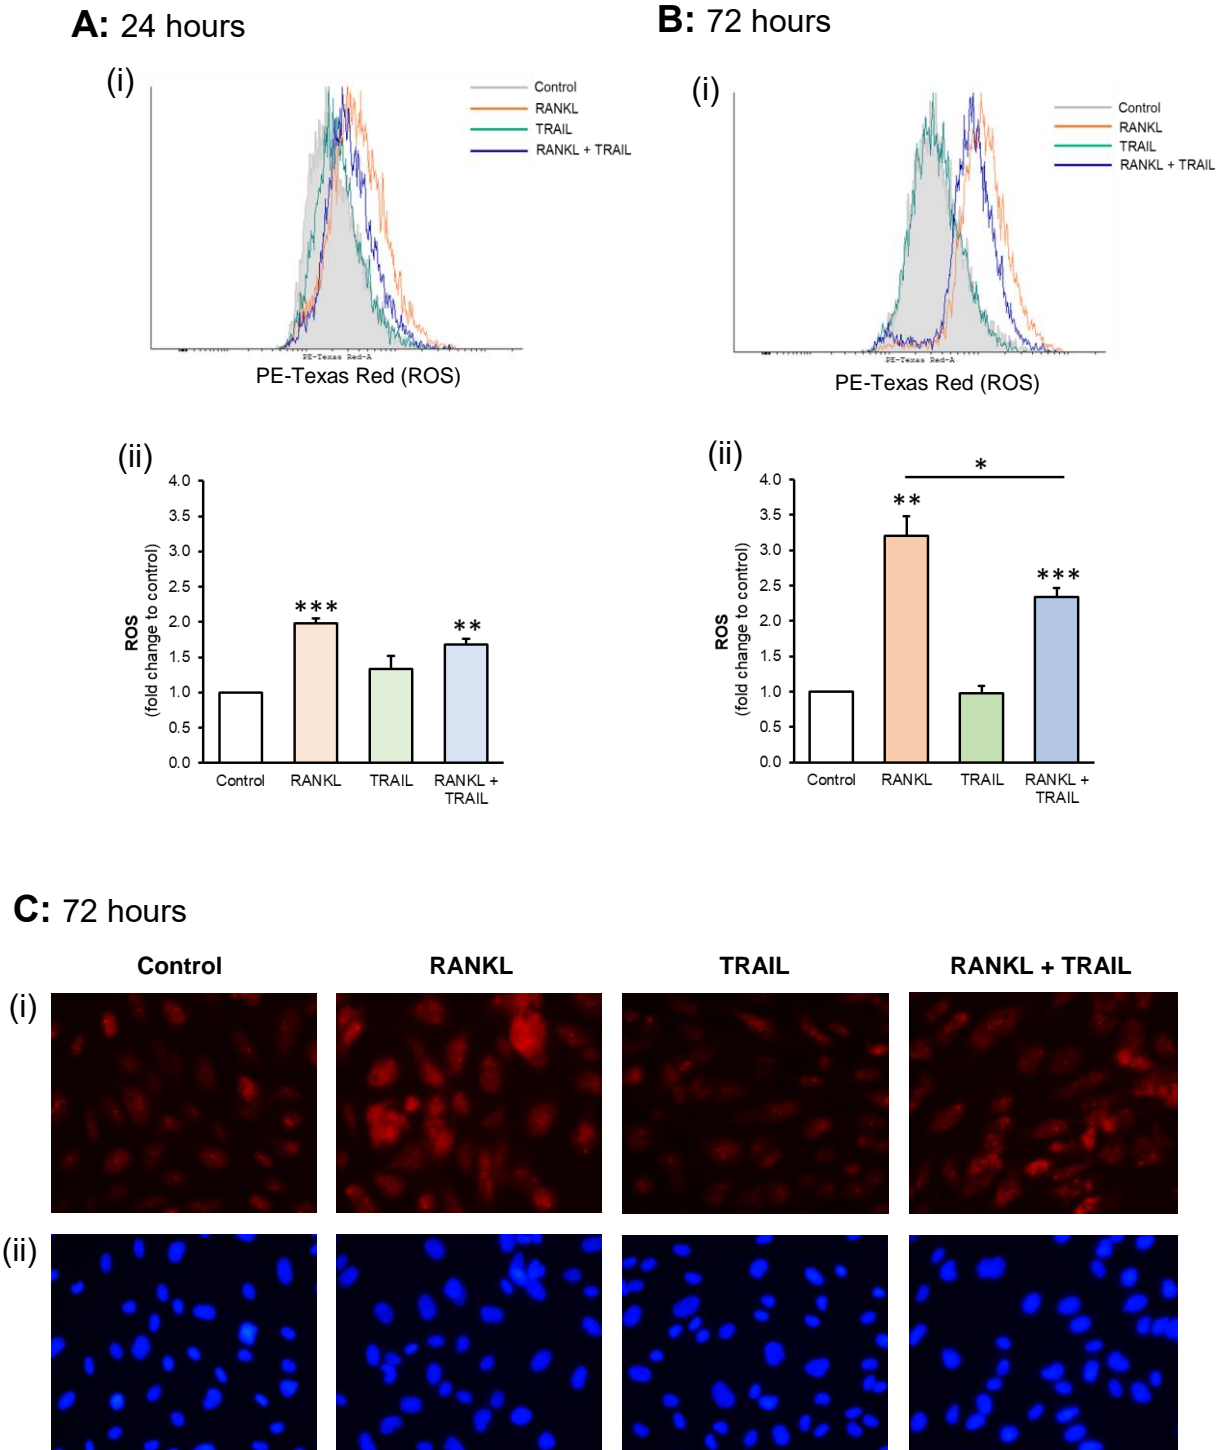 A: 24 hours
(i)
Control
RANKL
TRAIL
RANKL + TRAIL
PE-Texas Red-A
PE-Texas Red (ROS)
(ii)
ROS
(fold change to control)
4.0
3.5
3.0
2.5
2.0
1.5
1.0
0.5
0.0
***
**
Control
RANKL
TRAIL
RANKL +
TRAIL
B: 72 hours
(i)
Control
RANKL
TRAIL
RANKL + TRAIL
PE-Texas Red-A
PE-Texas Red (ROS)
(ii)
ROS
(fold change to control)
4.0
3.5
3.0
2.5
2.0
1.5
1.0
0.5
0.0
*
**
***
Control
RANKL
TRAIL
RANKL +
TRAIL
C: 72 hours
Control
RANKL
TRAIL
RANKL + TRAIL
(i)
(ii)